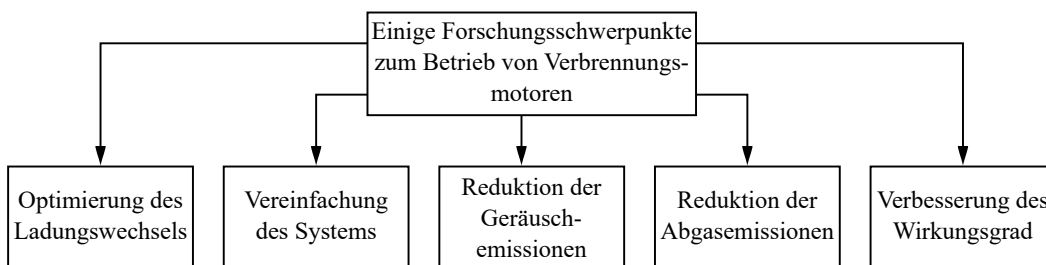 Einige Forschungsschwerpunkte
zum Betrieb von Verbrennungs-
motoren
Optimierung des
Ladungswechsels
Vereinfachung
des Systems
Reduktion der
Geräusch-
emissionen
Reduktion der
Abgasemissionen
Verbesserung des
Wirkungsgrad